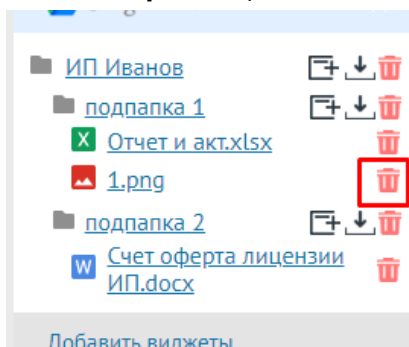 ИП Иванов
подпапка 1
X Отчет и акт.xlsx
1.png
подпапка 2
W Счет оферта лицензии
ИП.docx
Добавить виджеты